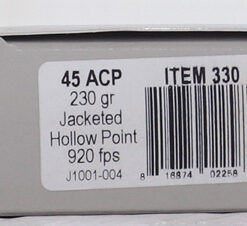 45 ACP
ITEM 330
230 gr
Jacketed
Hollow Point
920 fps
J1001-004
8 18874 02258